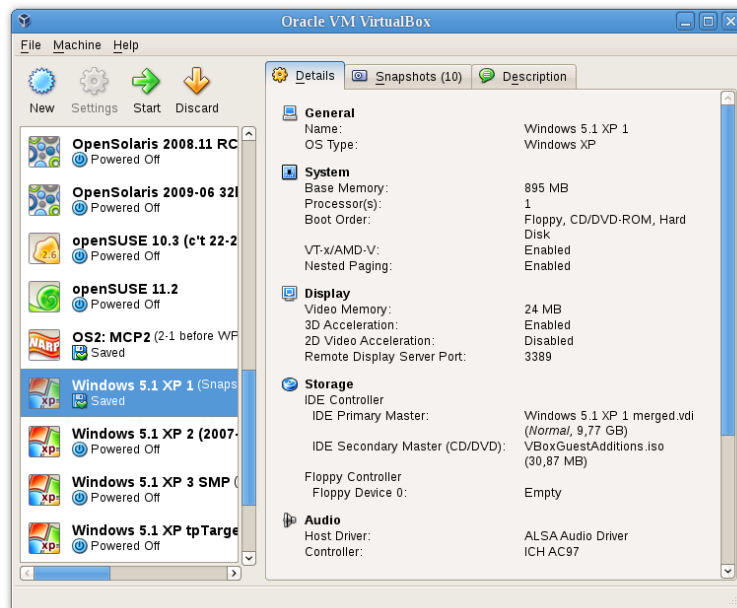 Oracle VM VirtualBox
File Machine Help
New Settings Start Discard
Details Snapshots (10) Description
OpenSolaris 2008.11 RC
Powered Off
OpenSolaris 2009-06 32
Powered Off
openSUSE 10.3 (c't 22-2
2.6
Powered Off
openSUSE 11.2
Powered Off
OS2: MCP2 (2-1 before WP
WARP
Saved
Windows 5.1 XP 1 (Snaps
xp
Saved
Windows 5.1 XP 2 (2007-
xp
Powered Off
Windows 5.1 XP 3 SMP (
xp
Powered Off
Windows 5.1 XP tpTarge
xp
Powered Off
General
Name: Windows 5.1 XP 1
OS Type: Windows XP
System
Base Memory: 895 MB
Processor(s): 1
Boot Order: Floppy, CD/DVD-ROM, Hard
Disk
VT-x/AMD-V: Enabled
Nested Paging: Enabled
Display
Video Memory: 24 MB
3D Acceleration: Enabled
2D Video Acceleration: Disabled
Remote Display Server Port: 3389
Storage
IDE Controller
IDE Primary Master: Windows 5.1 XP 1 merged.vdi
(Normal, 9,77 GB)
IDE Secondary Master (CD/DVD): VBoxGuestAdditions.iso
(30,87 MB)
Floppy Controller
Floppy Device 0: Empty
Audio
Host Driver: ALSA Audio Driver
Controller: ICH AC97